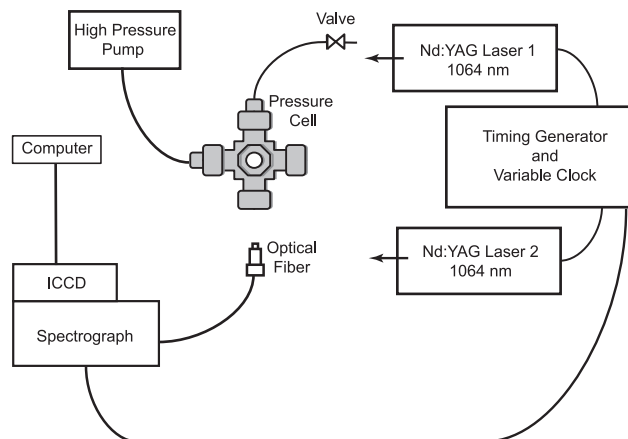 High Pressure
Pump
Valve
Nd:YAG Laser 1
1064 nm
Pressure
Cell
Computer
Timing Generator
and
Variable Clock
Optical
Fiber
Nd:YAG Laser 2
1064 nm
ICCD
Spectrograph